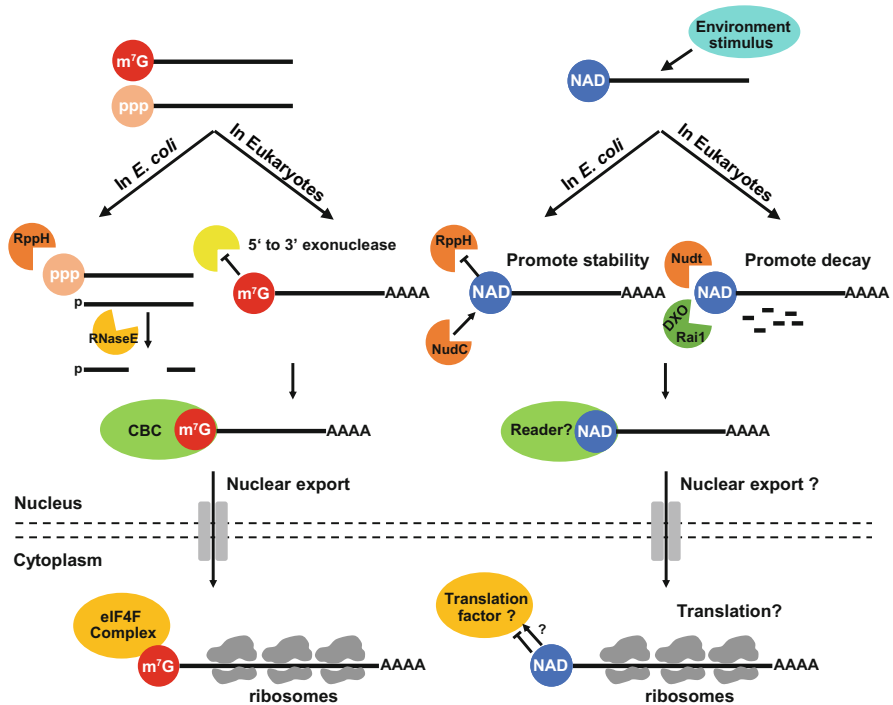 Environment
stimulus
m⁷G
NAD
ppp
In E. coli
In Eukaryotes
In E. coli
In Eukaryotes
RppH
5‘ to 3’ exonuclease
RppH
Promote stability
Nudt
Promote decay
ppp
m⁷G
AAAA
NAD
AAAA
NAD
AAAA
p
RNaseE
NudC
DXO
Rai1
p
CBC
m⁷G
AAAA
Reader?
NAD
AAAA
Nuclear export
Nuclear export ?
Nucleus
Cytoplasm
eIF4F
Complex
Translation
factor ?
?
Translation?
m⁷G
AAAA
NAD
AAAA
ribosomes
ribosomes